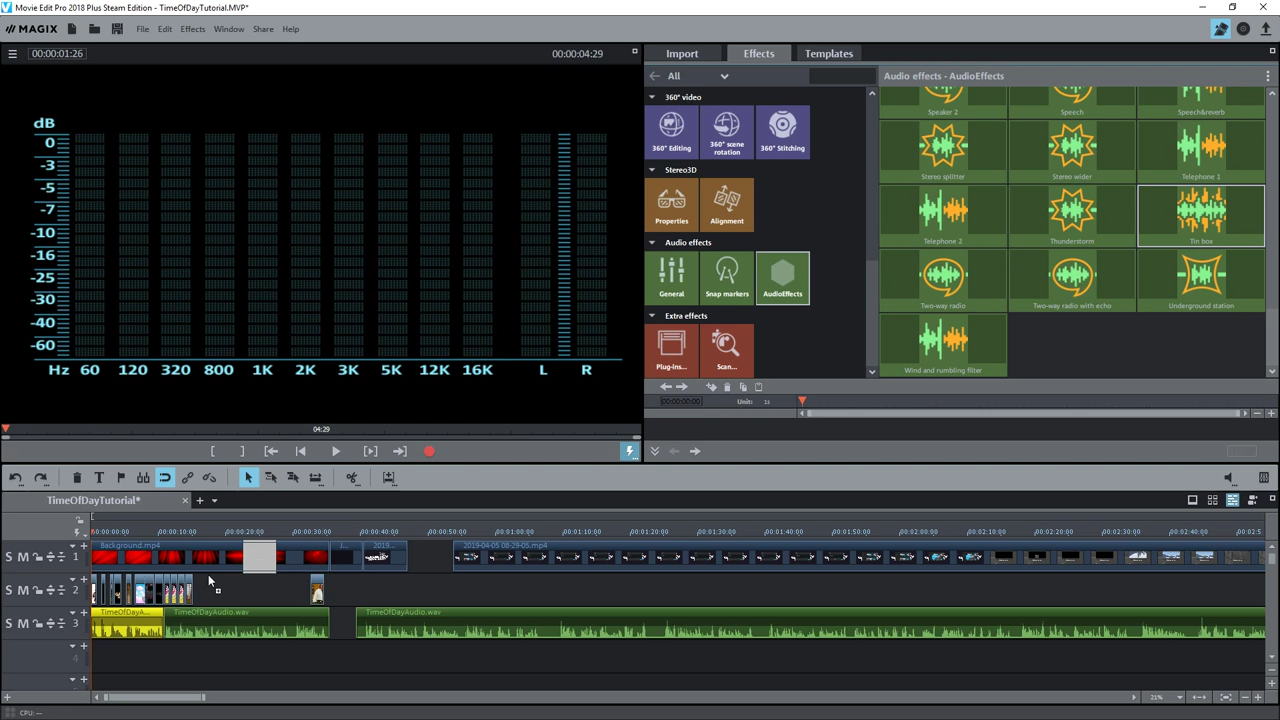 Movie Edit Pro 2018 Plus Steam Edition - TimeOfDayTutorial.MVP*
MAGIX File Edit Effects Window Share Help
00:00:01:26 00:00:04:29
Import Effects Templates
All
Audio effects - AudioEffects
360° video
360° Editing 360° scene rotation 360° Stitching
Stereo3D
Properties Alignment
Audio effects
General Snap markers AudioEffects
Extra effects
Plug-ins... Scan...
Speaker 2 Speech Speech&reverb
Stereo splitter Stereo wider Telephone 1
Telephone 2 Thunderstorm Tin box
Two-way radio Two-way radio with echo Underground station
Wind and rumbling filter
dB
0
-3
-5
-7
-10
-16
-25
-30
-40
-60
Hz 60 120 320 800 1K 2K 3K 5K 12K 16K L R
00:00:00:00 Unit: 1s
04:29
TimeOfDayTutorial*
00:00:00:00 00:00:10:00 00:00:20:00 00:00:30:00 00:00:40:00 00:00:50:00 00:01:00:00 00:01:10:00 00:01:20:00 00:01:30:00 00:01:40:00 00:01:50:00 00:02:00:00 00:02:10:00 00:02:20:00 00:02:30:00 00:02:40:00 00:02:5
S M 1
Background.mp4 J... 2019... 2019-04-05 08-29-05.mp4
S M 2
S M 3
TimeOfDayA... TimeOfDayAudio.wav TimeOfDayAudio.wav
4
21%
CPU: --